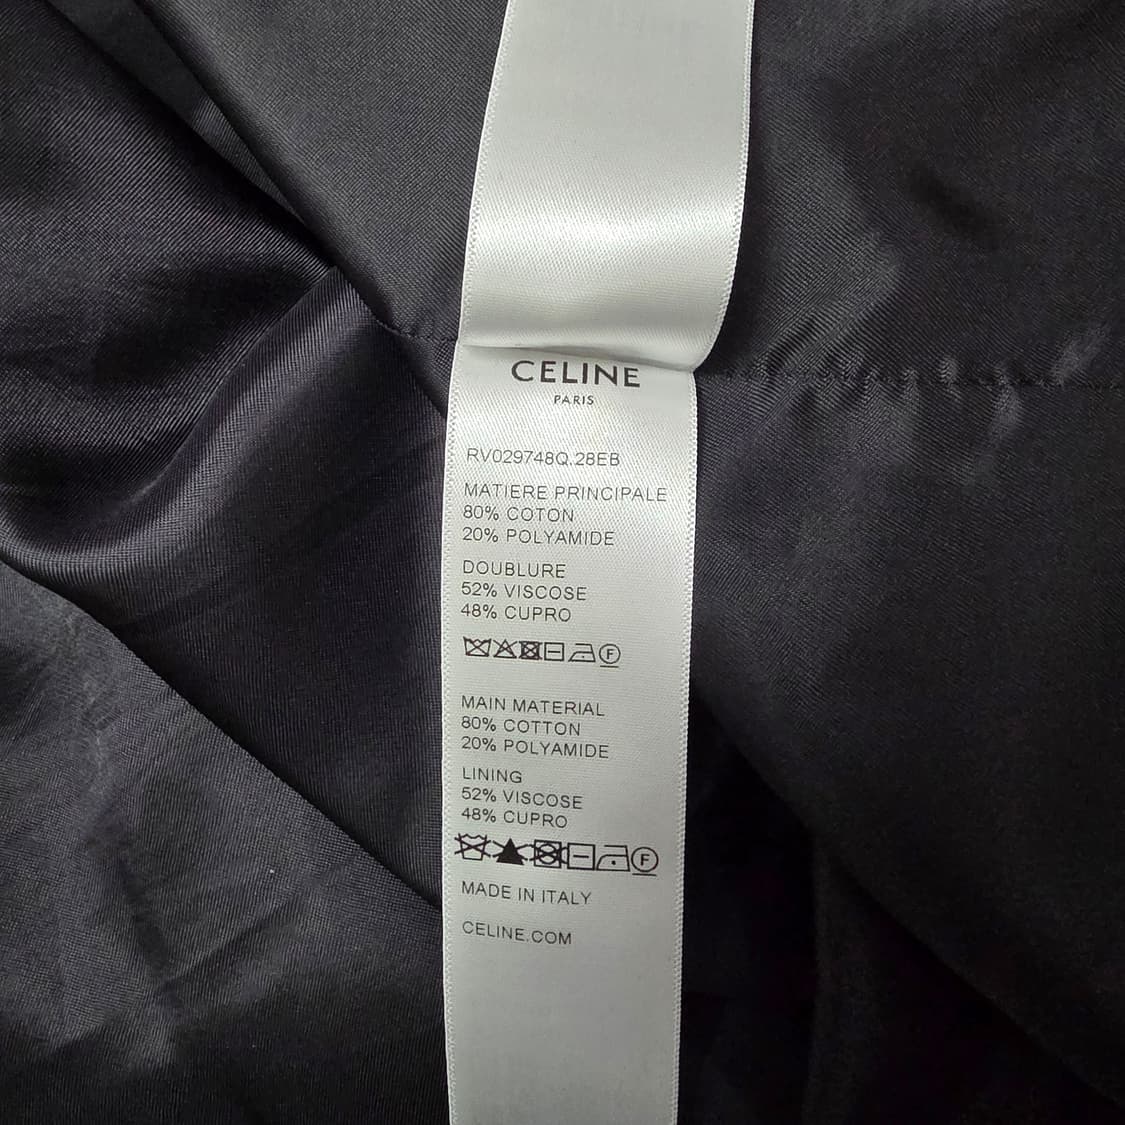 CELINE
PARIS
RV029748Q.28EB
MATIERE PRINCIPALE
80% COTON
20% POLYAMIDE
DOUBLURE
52% VISCOSE
48% CUPRO
F
MAIN MATERIAL
80% COTTON
20% POLYAMIDE
LINING
52% VISCOSE
48% CUPRO
F
MADE IN ITALY
CELINE.COM